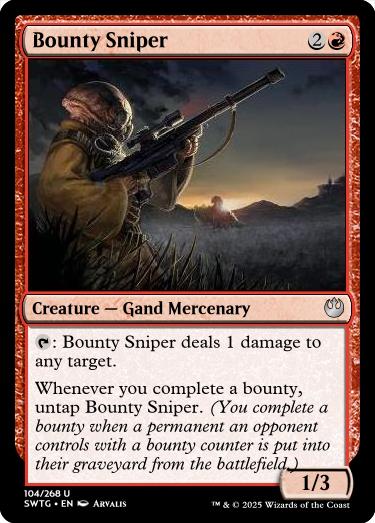 Bounty Sniper 2
Creature — Gand Mercenary
: Bounty Sniper deals 1 damage to
any target.
Whenever you complete a bounty,
untap Bounty Sniper. (You complete a
bounty when a permanent an opponent
controls with a bounty counter is put into
their graveyard from the battlefield.)
1/3
104/268 U
SWTG • EN Arvalis
™ & © 2025 Wizards of the Coast